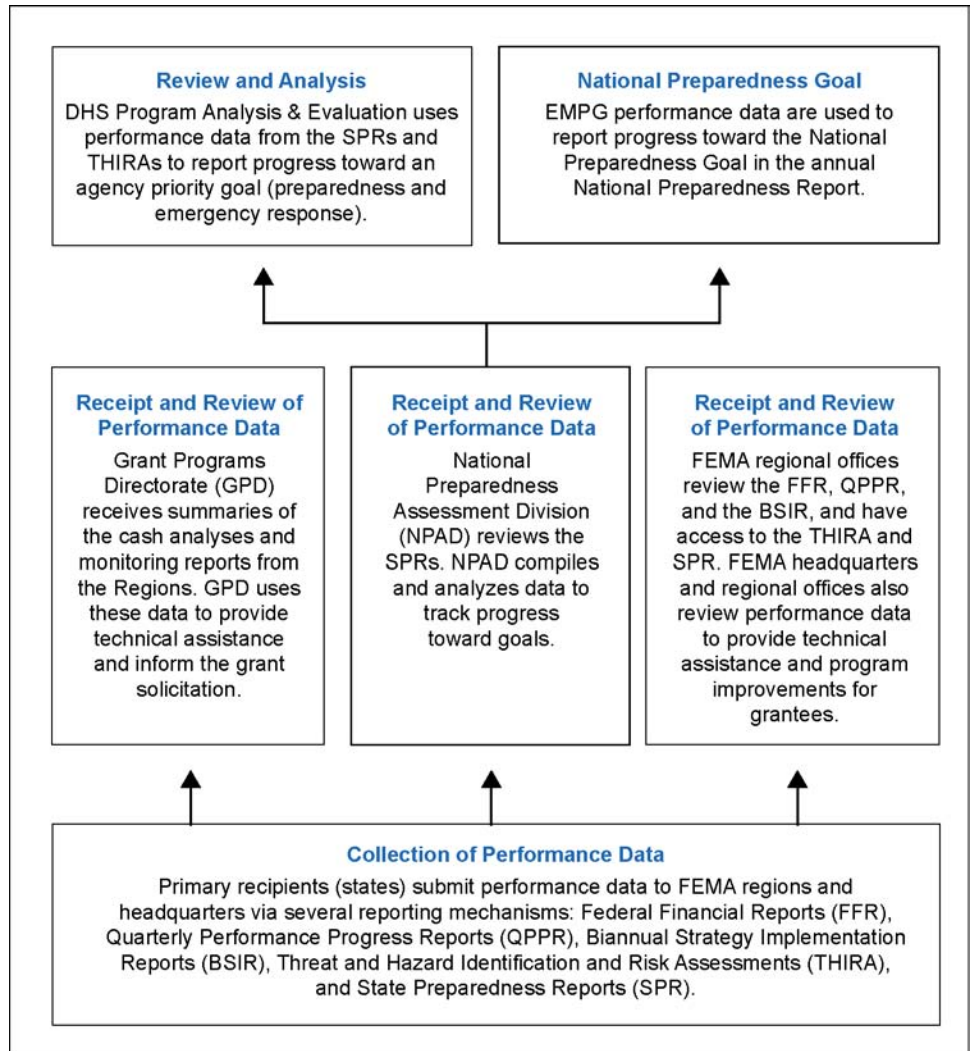 Review and Analysis
DHS Program Analysis & Evaluation uses
performance data from the SPRs and
THIRAs to report progress toward an
agency priority goal (preparedness and
emergency response).
National Preparedness Goal
EMPG performance data are used to
report progress toward the National
Preparedness Goal in the annual
National Preparedness Report.
Receipt and Review of
Performance Data
Grant Programs
Directorate (GPD)
receives summaries of
the cash analyses and
monitoring reports from
the Regions. GPD uses
these data to provide
technical assistance
and inform the grant
solicitation.
Receipt and Review
of Performance Data
National
Preparedness
Assessment Division
(NPAD) reviews the
SPRs. NPAD compiles
and analyzes data to
track progress
toward goals.
Receipt and Review
of Performance Data
FEMA regional offices
review the FFR, QPPR,
and the BSIR, and have
access to the THIRA and
SPR. FEMA headquarters
and regional offices also
review performance data
to provide technical
assistance and program
improvements for
grantees.
Collection of Performance Data
Primary recipients (states) submit performance data to FEMA regions and
headquarters via several reporting mechanisms: Federal Financial Reports (FFR),
Quarterly Performance Progress Reports (QPPR), Biannual Strategy Implementation
Reports (BSIR), Threat and Hazard Identification and Risk Assessments (THIRA),
and State Preparedness Reports (SPR).